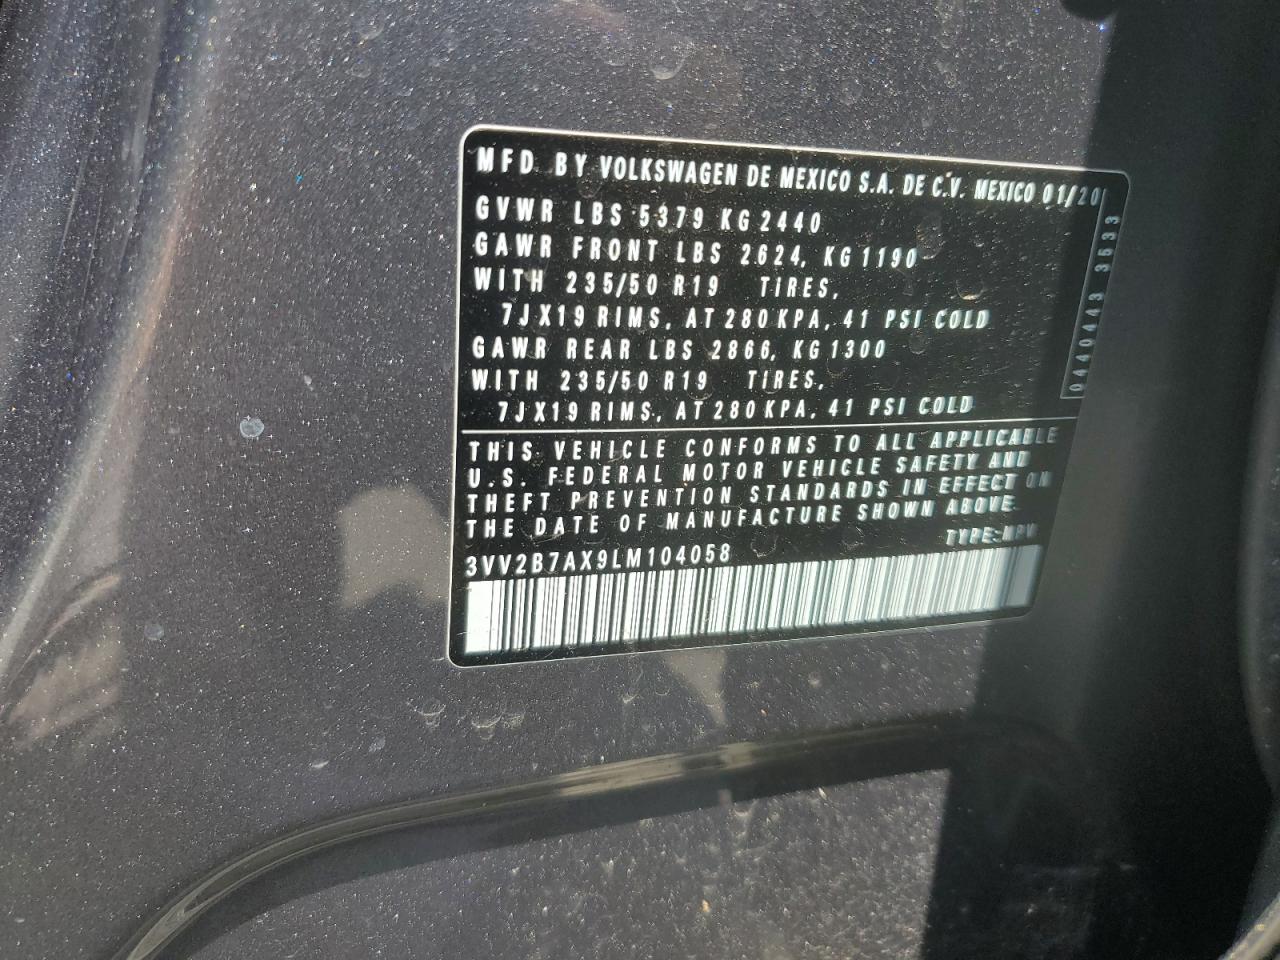 MFD BY VOLKSWAGEN DE MEXICO S.A. DE C.V. MEXICO 01/20
GVWR LBS 5379 KG 2440
GAWR FRONT LBS 2624, KG 1190
WITH 235/50 R19 TIRES,
7JX19 RIMS, AT 280 KPA, 41 PSI COLD
GAWR REAR LBS 2866, KG 1300
WITH 235/50 R19 TIRES,
7JX19 RIMS, AT 280 KPA, 41 PSI COLD
0440443 3533
THIS VEHICLE CONFORMS TO ALL APPLICABLE
U.S. FEDERAL MOTOR VEHICLE SAFETY AND
THEFT PREVENTION STANDARDS IN EFFECT ON
THE DATE OF MANUFACTURE SHOWN ABOVE.
TYPE:MPV
3VV2B7AX9LM104058